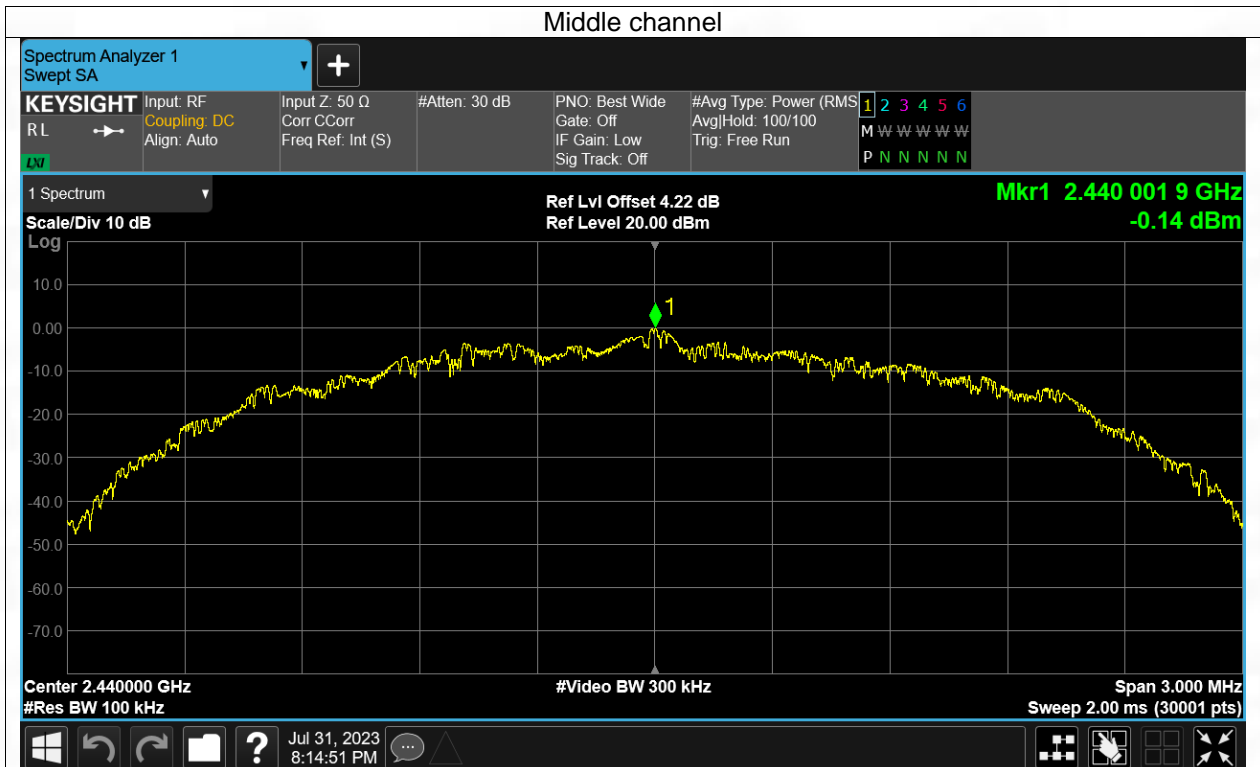 Middle channel
Spectrum Analyzer 1
Swept SA
KEYSIGHT
R L
LXI
Input: RF
Coupling: DC
Align: Auto
Input Z: 50 Ω
Corr CCorr
Freq Ref: Int (S)
#Atten: 30 dB
PNO: Best Wide
Gate: Off
IF Gain: Low
Sig Track: Off
#Avg Type: Power (RMS
Avg|Hold: 100/100
Trig: Free Run
1 2 3 4 5 6
M W W W W W
P N N N N N
1 Spectrum
Scale/Div 10 dB
Log
Ref Lvl Offset 4.22 dB
Ref Level 20.00 dBm
Mkr1 2.440 001 9 GHz
-0.14 dBm
1
10.0
0.00
-10.0
-20.0
-30.0
-40.0
-50.0
-60.0
-70.0
Center 2.440000 GHz
#Res BW 100 kHz
#Video BW 300 kHz
Span 3.000 MHz
Sweep 2.00 ms (30001 pts)
?
Jul 31, 2023
8:14:51 PM